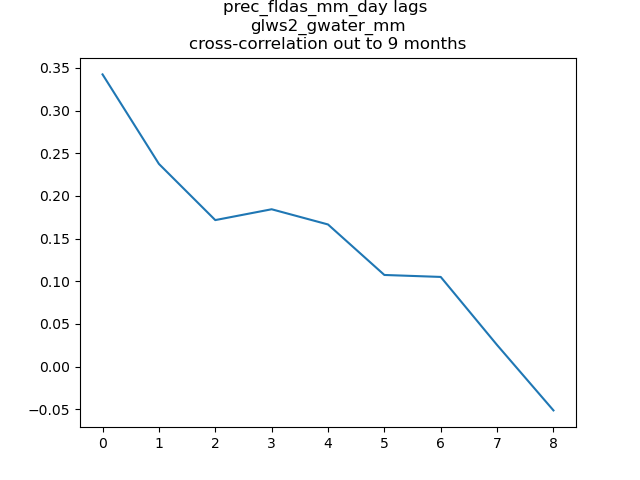 prec_fldas_mm_day lags
glws2_gwater_mm
cross-correlation out to 9 months
0.35
0.30
0.25
0.20
0.15
0.10
0.05
0.00
−0.05
0 1 2 3 4 5 6 7 8